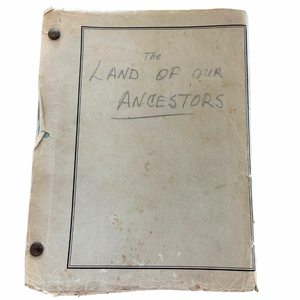 The
LAND OF OUR
ANCESTORS